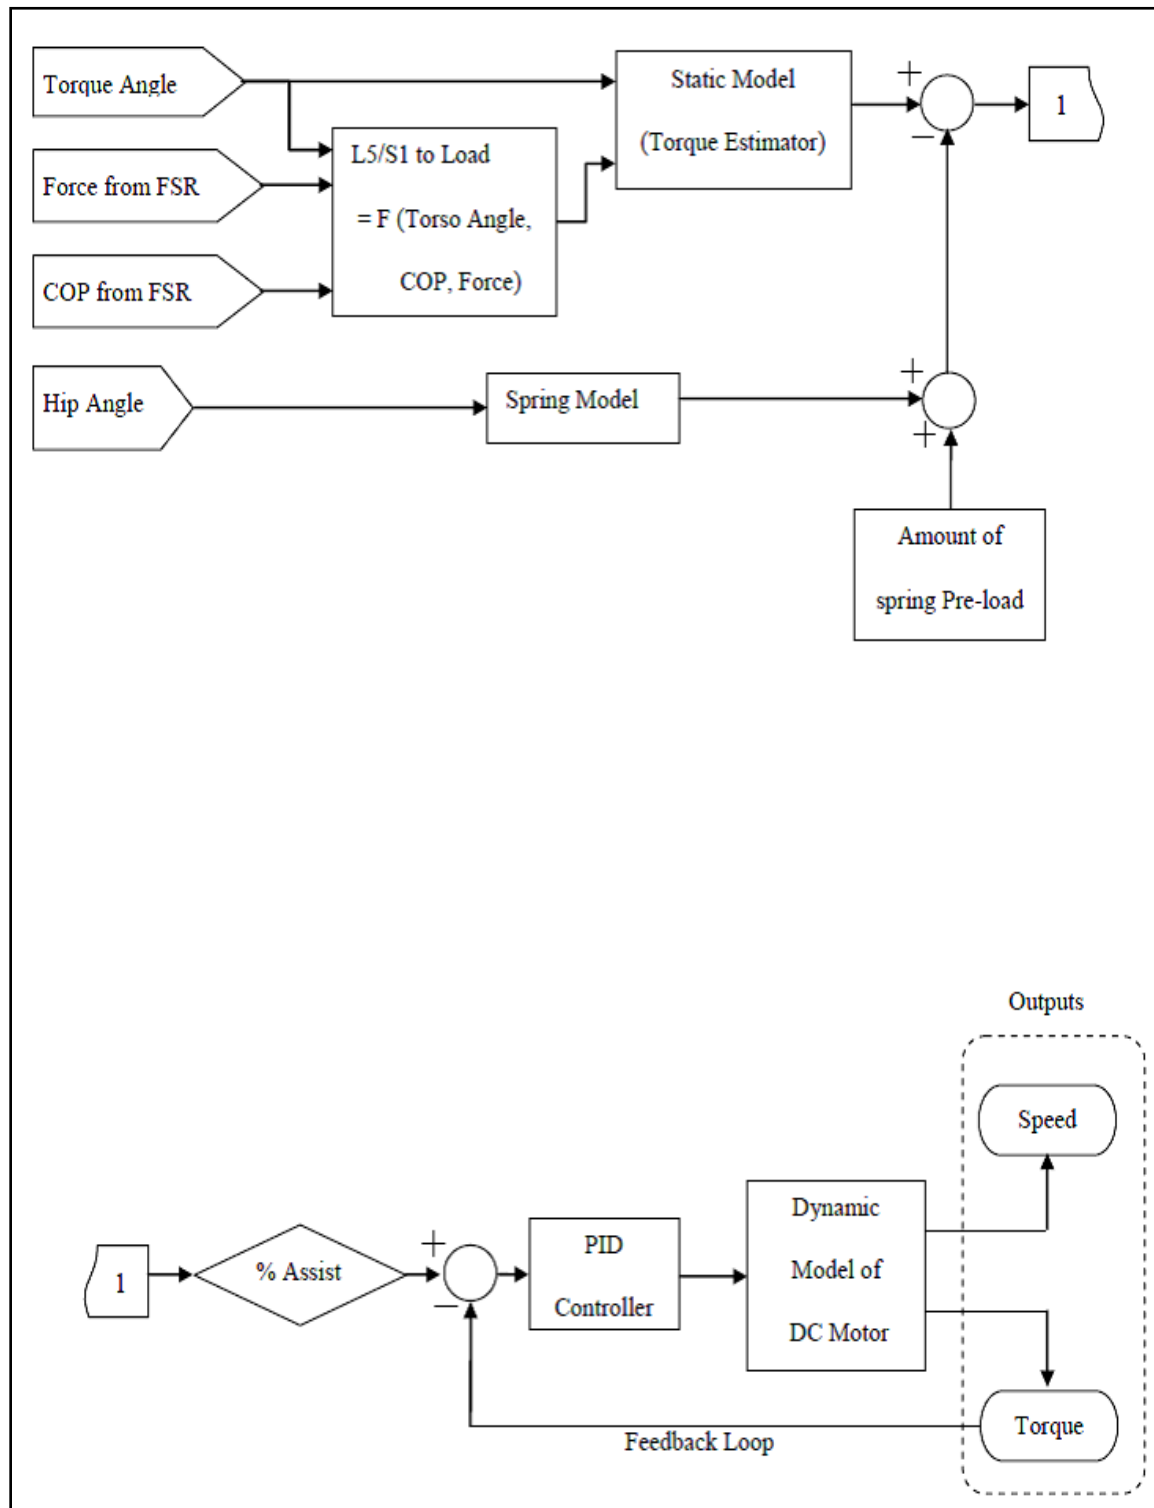 Torque Angle
Force from FSR
COP from FSR
Hip Angle
L5/S1 to Load
= F (Torso Angle,
COP, Force)
Static Model
(Torque Estimator)
+
−
1
Spring Model
+
+
Amount of
spring Pre-load
Outputs
Speed
1
% Assist
+
−
PID
Controller
Dynamic
Model of
DC Motor
Torque
Feedback Loop